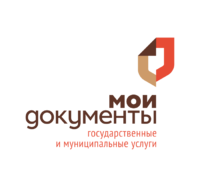 мои
документы
государственные
и муниципальные услуги